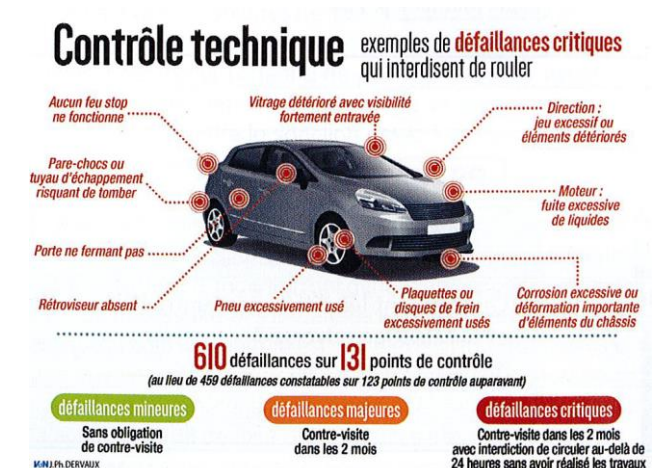 Contrôle technique
exemples de défaillances critiques
qui interdisent de rouler
Aucun feu stop
ne fonctionne
Vitrage détérioré avec visibilité
fortement entravée
Direction :
jeu excessif ou
éléments détériorés
Pare-chocs ou
tuyau d'échappement
risquant de tomber
Moteur :
fuite excessive
de liquides
Porte ne fermant pas
Rétroviseur absent
Pneu excessivement usé
Plaquettes ou
disques de frein
excessivement usés
Corrosion excessive ou
déformation importante
d'éléments du châssis
610 défaillances sur 131 points de contrôle
(au lieu de 459 défaillances constatables sur 123 points de contrôle auparavant)
défaillances mineures
Sans obligation
de contre-visite
défaillances majeures
Contre-visite
dans les 2 mois
défaillances critiques
Contre-visite dans les 2 mois
avec interdiction de circuler au-delà de
24 heures sans avoir réalisé les travaux
J.Ph.DERVAUX